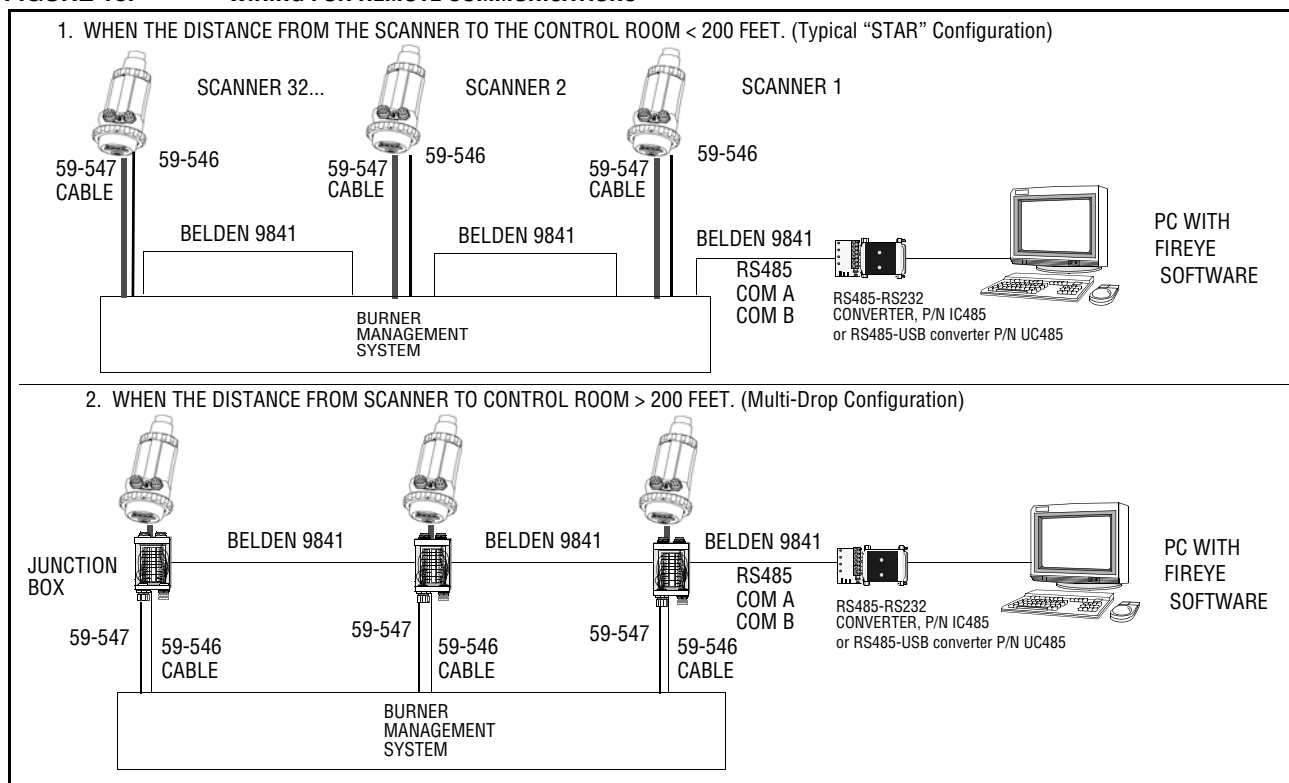 1. WHEN THE DISTANCE FROM THE SCANNER TO THE CONTROL ROOM < 200 FEET. (Typical “STAR” Configuration)
SCANNER 32...
SCANNER 2
SCANNER 1
59-547
CABLE
59-546
59-547
CABLE
59-546
59-547
CABLE
59-546
BELDEN 9841
BELDEN 9841
BELDEN 9841
RS485
COM A
COM B
RS485-RS232
CONVERTER, P/N IC485
or RS485-USB converter P/N UC485
PC WITH
FIREYE
SOFTWARE
BURNER
MANAGEMENT
SYSTEM
2. WHEN THE DISTANCE FROM SCANNER TO CONTROL ROOM > 200 FEET. (Multi-Drop Configuration)
JUNCTION
BOX
BELDEN 9841
BELDEN 9841
BELDEN 9841
RS485
COM A
COM B
RS485-RS232
CONVERTER, P/N IC485
or RS485-USB converter P/N UC485
PC WITH
FIREYE
SOFTWARE
59-547
59-546
CABLE
59-547
59-546
CABLE
59-547
59-546
CABLE
BURNER
MANAGEMENT
SYSTEM